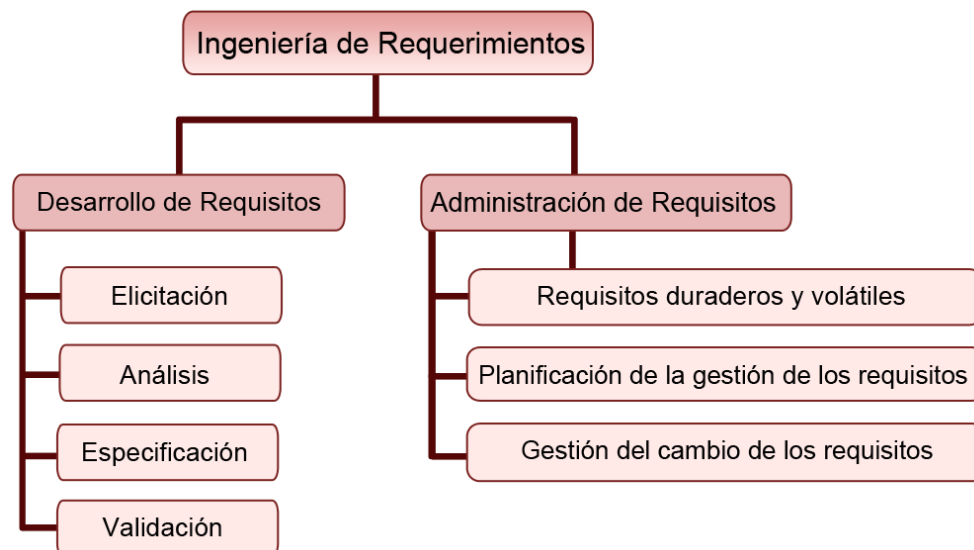 Ingeniería de Requerimientos
Desarrollo de Requisitos
Elicitación
Análisis
Especificación
Validación
Administración de Requisitos
Requisitos duraderos y volátiles
Planificación de la gestión de los requisitos
Gestión del cambio de los requisitos